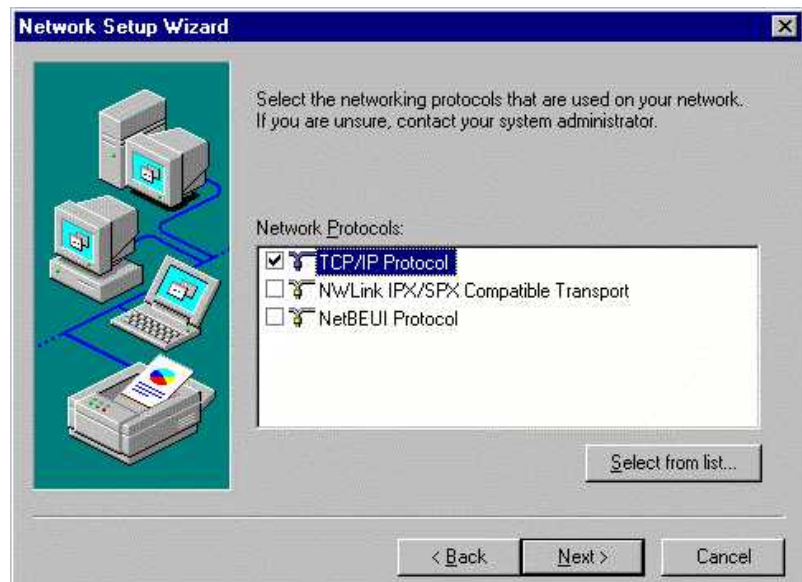 Network Setup Wizard
Select the networking protocols that are used on your network.
If you are unsure, contact your system administrator.
Network Protocols:
TCP/IP Protocol
NWLink IPX/SPX Compatible Transport
NetBEUI Protocol
Select from list...
< Back
Next >
Cancel